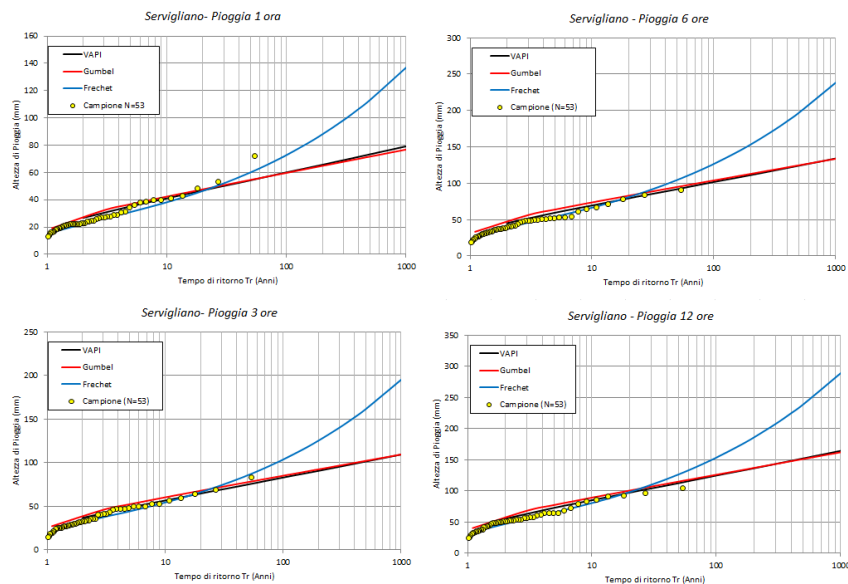 Servigliano- Pioggia 1 ora
160
140
120
100
80
60
40
20
0
Altezza di Pioggia (mm)
VAPI
Gumbel
Frechet
Campione N=53
1
10
100
1000
Tempo di ritorno Tr (Anni)
Servigliano - Pioggia 6 ore
300
250
200
150
100
50
0
Altezza di Pioggia (mm)
VAPI
Gumbel
Frechet
Campione (N=53)
1
10
100
1000
Tempo di ritorno Tr (Anni)
Servigliano- Pioggia 3 ore
250
200
150
100
50
0
Altezza di Pioggia (mm)
VAPI
Gumbel
Frechet
Campione (N=53)
1
10
100
1000
Tempo di ritorno Tr (Anni)
Servigliano - Pioggia 12 ore
350
300
250
200
150
100
50
0
Altezza di Pioggia (mm)
VAPI
Gumbel
Frechet
Campione (N=53)
1
10
100
1000
Tempo di ritorno Tr (Anni)